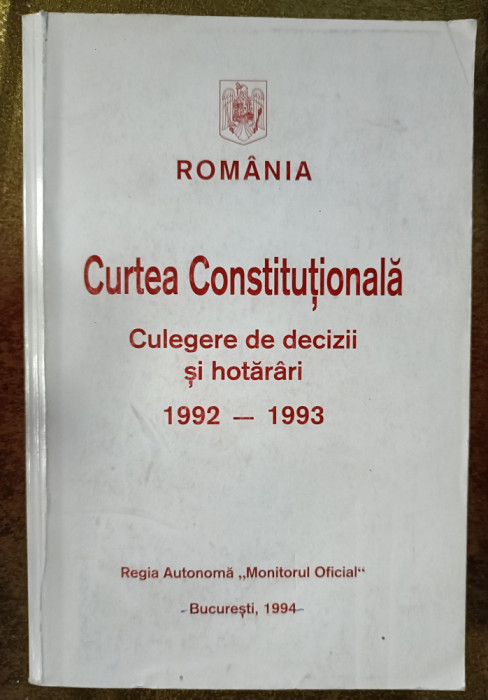 ROMÂNIA
Curtea Constituțională
Culegere de decizii
și hotărâri
1992 — 1993
Regia Autonomă „Monitorul Oficial“
București, 1994